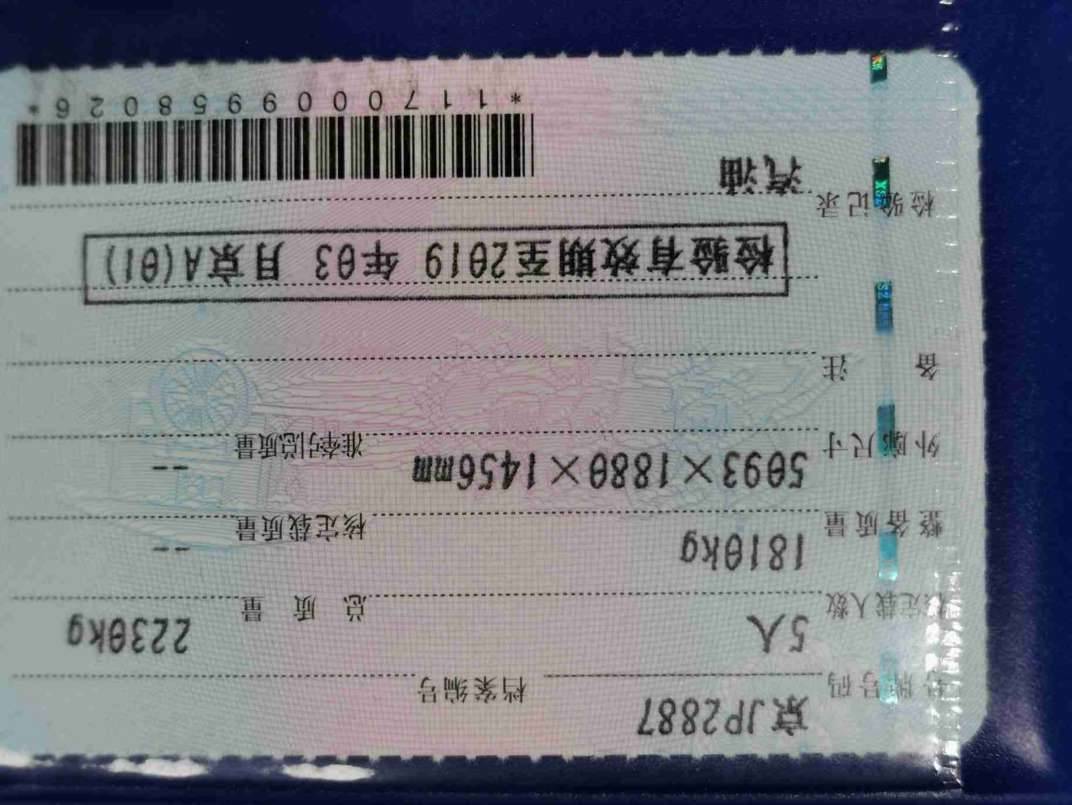 号牌号码 京JP2887 档案编号
核定载人数 5人 总质量 2230kg
整备质量 1810kg 核定载质量 --
外廓尺寸 5093×1880×1456mm 准牵引总质量 --
备注
检验有效期至2019年03月京A(01)
检验记录
汽油
*1170009958026*